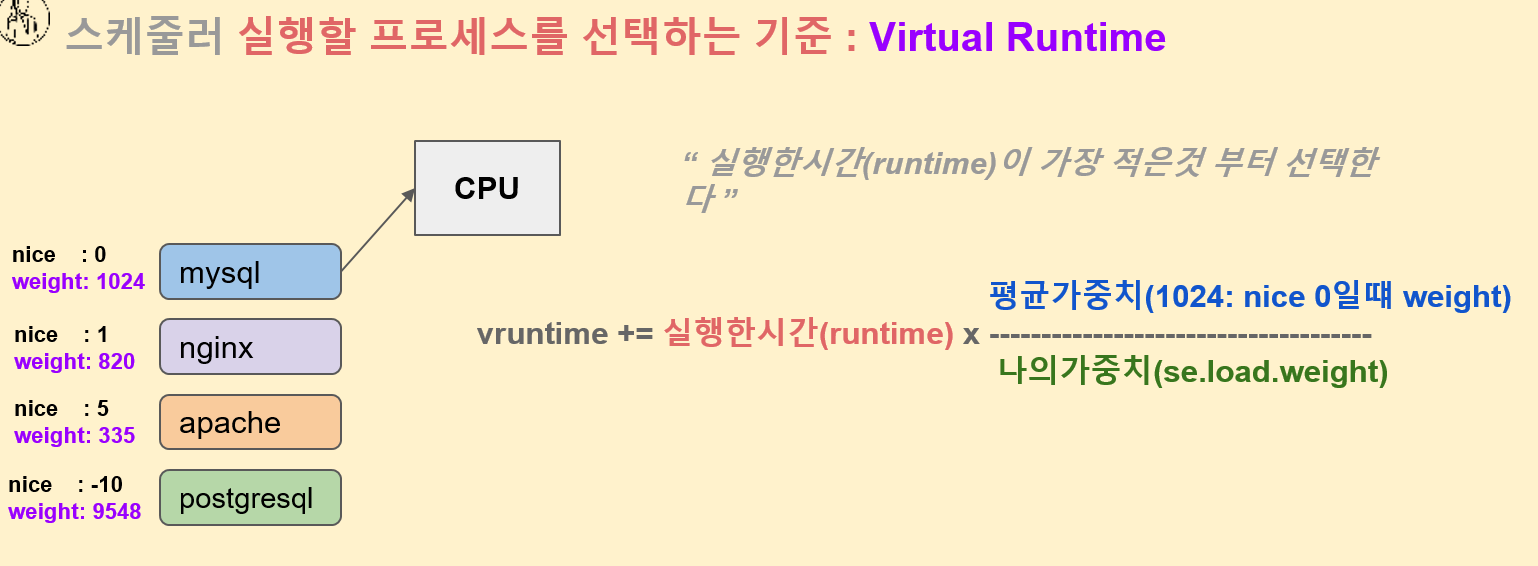 스케줄러 실행할 프로세스를 선택하는 기준 : Virtual Runtime
CPU
“ 실행한시간(runtime)이 가장 적은것 부터 선택한
다 ”
nice : 0
weight: 1024
mysql
nice : 1
weight: 820
nginx
nice : 5
weight: 335
apache
nice : -10
weight: 9548
postgresql
평균가중치(1024: nice 0일떄 weight)
vruntime += 실행한시간(runtime) x -------------------------------------
나의가중치(se.load.weight)